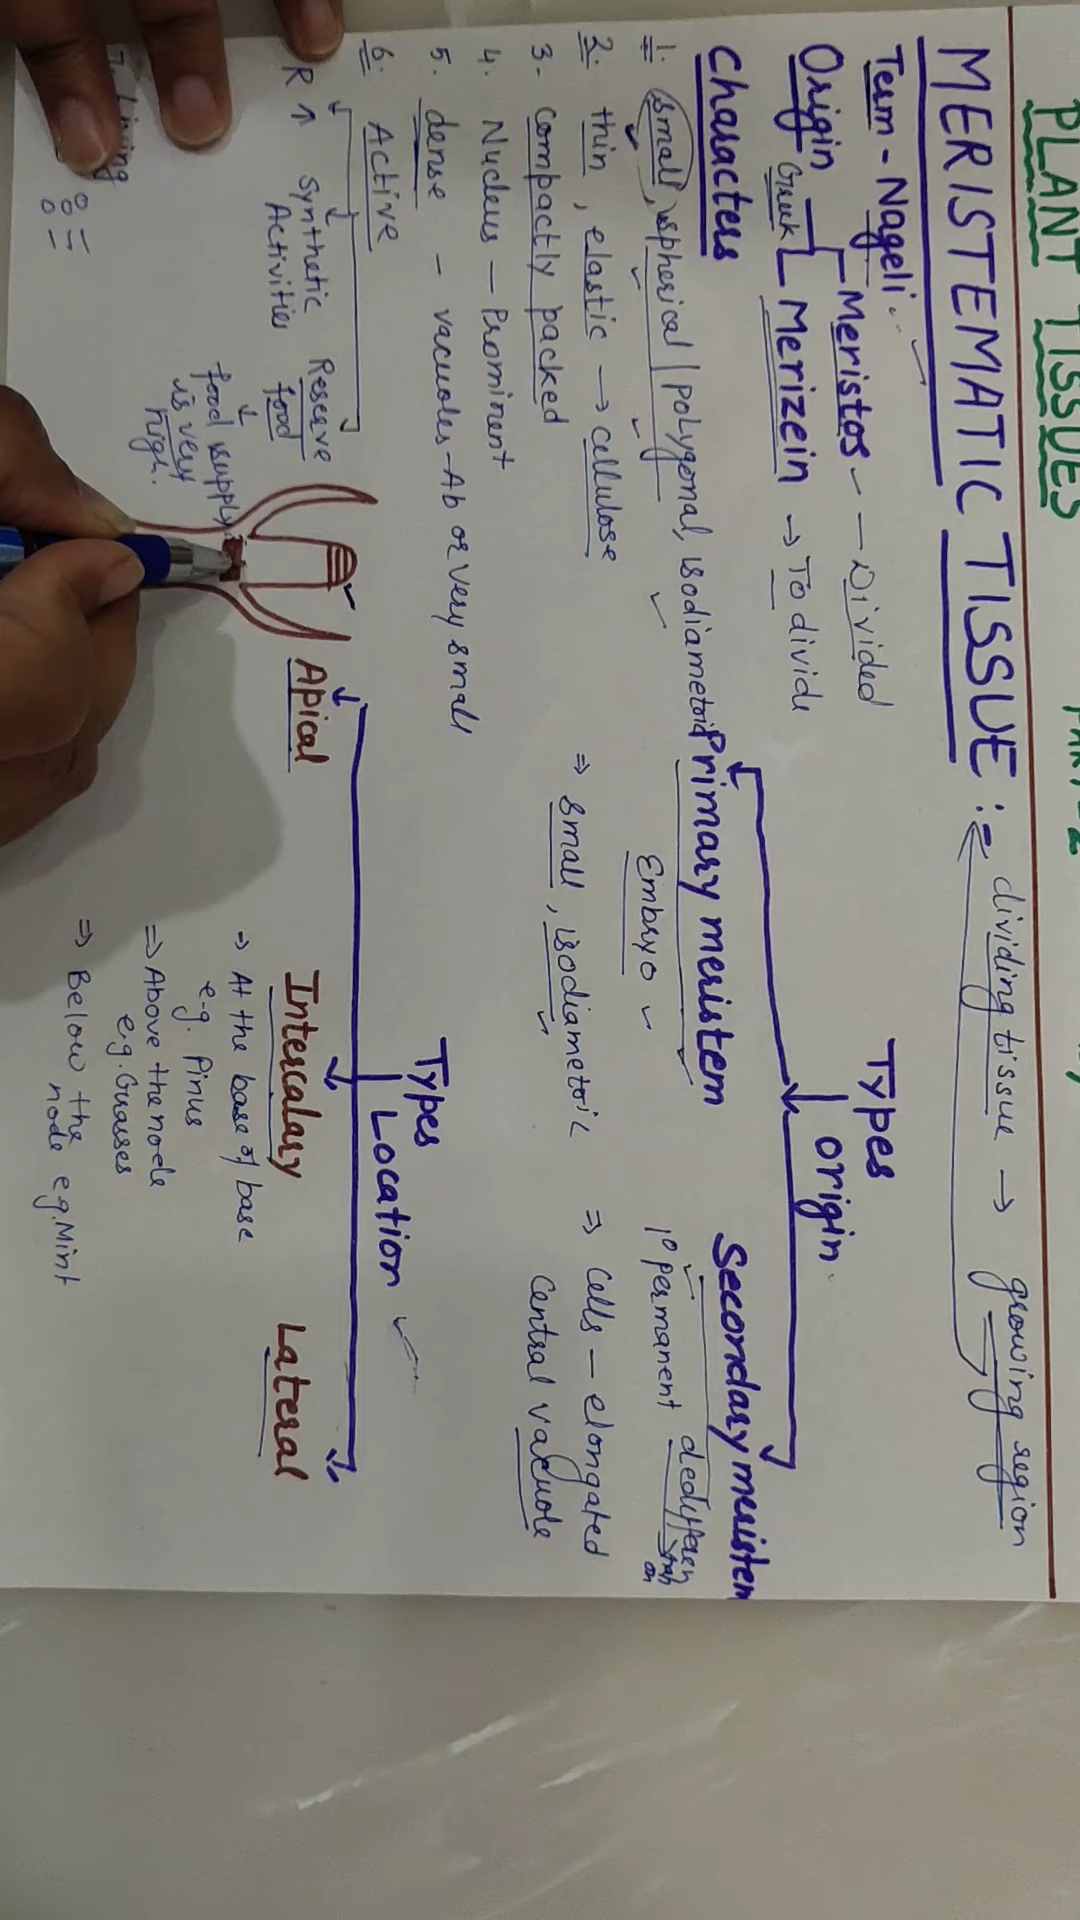 PLANT TISSUES
MERISTEMATIC TISSUE :- dividing tissue → growing region
Term - Nageli.
Origin Meristos - Divided
Greek Merizein → To divide
Characters
1. Small, spherical / polygonal, isodiametric
2. thin, elastic → cellulose
3. compactly packed
4. Nucleus - Prominent
5. dense - vacuoles - Ab or very small
6. Active
R ↑ Synthetic Activities Reserve food
food supply is very high.
7. Living
Types
origin.
Primary meristem
Embryo
⇒ small, isodiametric
Secondary meristem
1° permanent
⇒ Cells - elongated
Central vacuole
Types
Location
Apical
Intercalary
⇒ At the base of base
e.g. Pinus
⇒ Above the node
e.g. Grasses
⇒ Below the
node e.g. Mint
Lateral